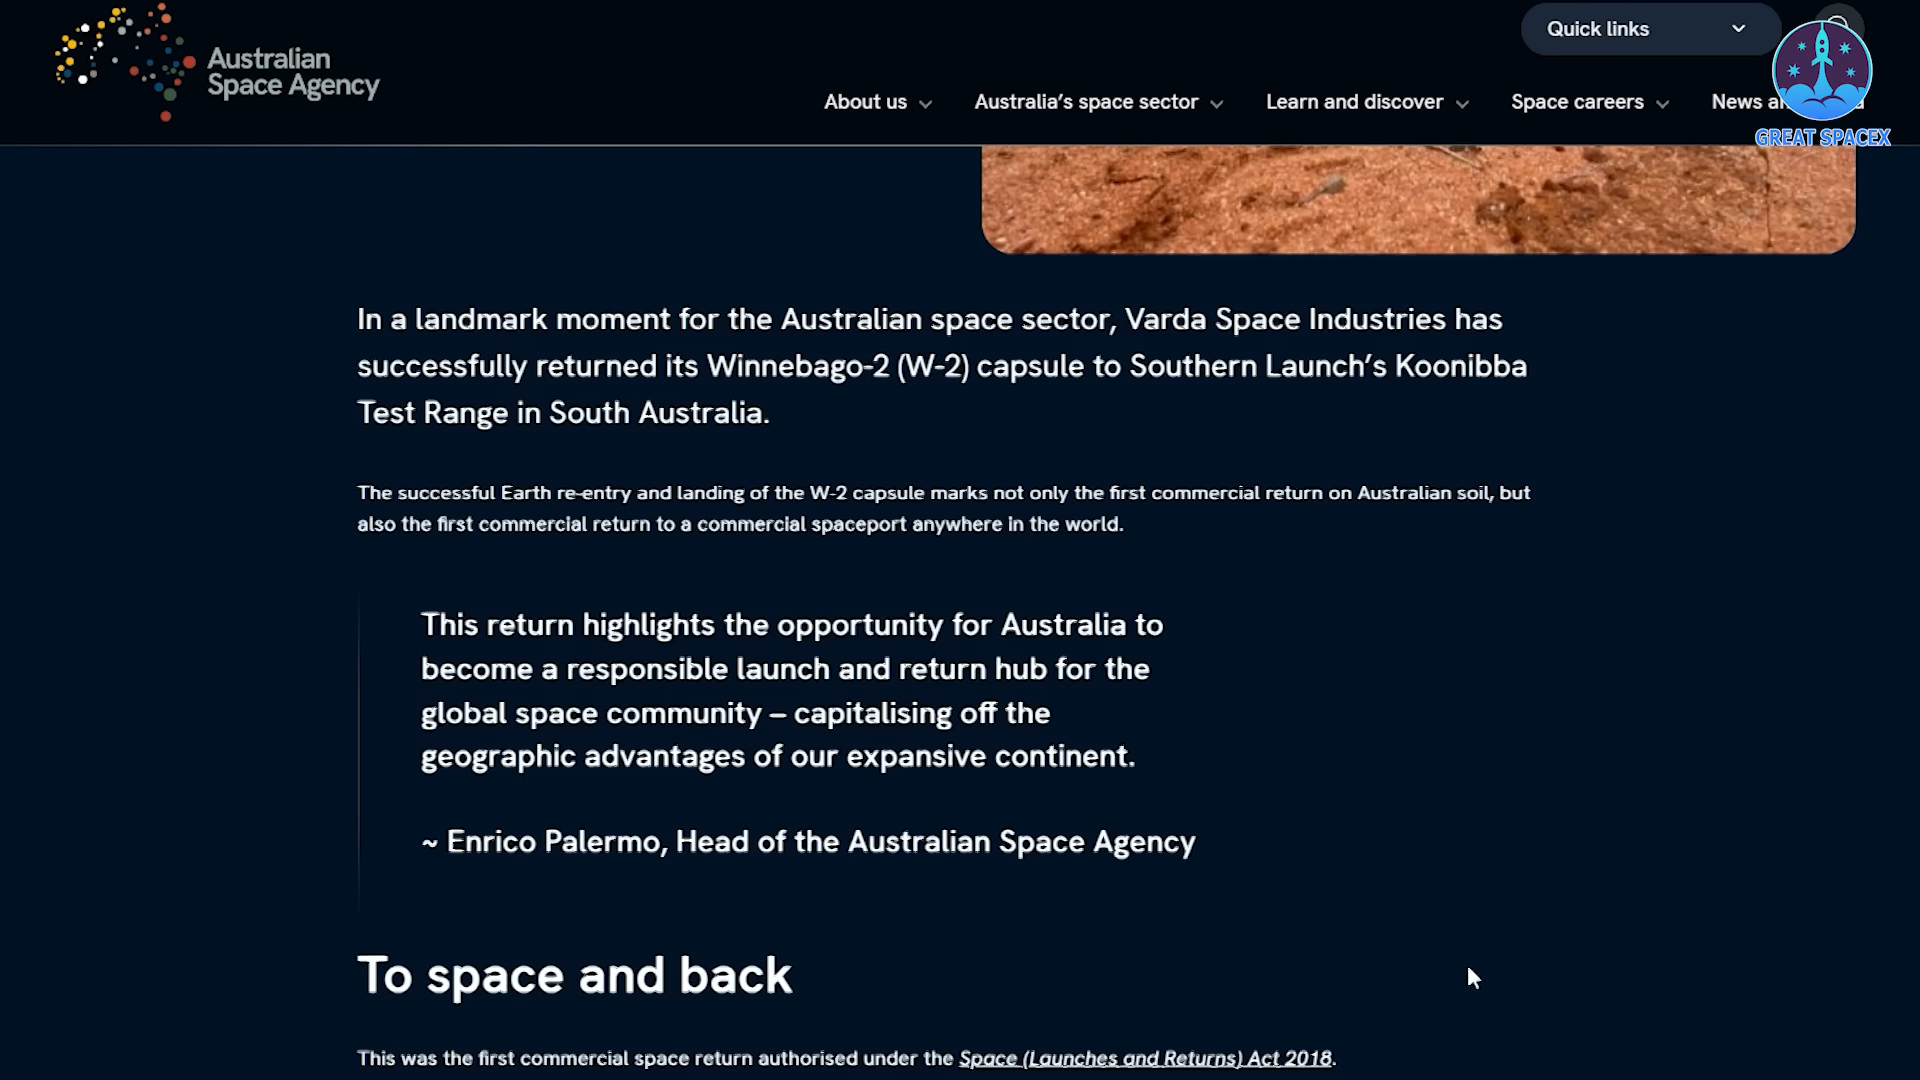 Australian
Space Agency
Quick links
About us
Australia's space sector
Learn and discover
Space careers
News
GREAT SPACEX
In a landmark moment for the Australian space sector, Varda Space Industries has
successfully returned its Winnebago-2 (W-2) capsule to Southern Launch's Koonibba
Test Range in South Australia.
The successful Earth re-entry and landing of the W-2 capsule marks not only the first commercial return on Australian soil, but
also the first commercial return to a commercial spaceport anywhere in the world.
This return highlights the opportunity for Australia to
become a responsible launch and return hub for the
global space community – capitalising off the
geographic advantages of our expansive continent.
~ Enrico Palermo, Head of the Australian Space Agency
To space and back
This was the first commercial space return authorised under the Space (Launches and Returns) Act 2018.